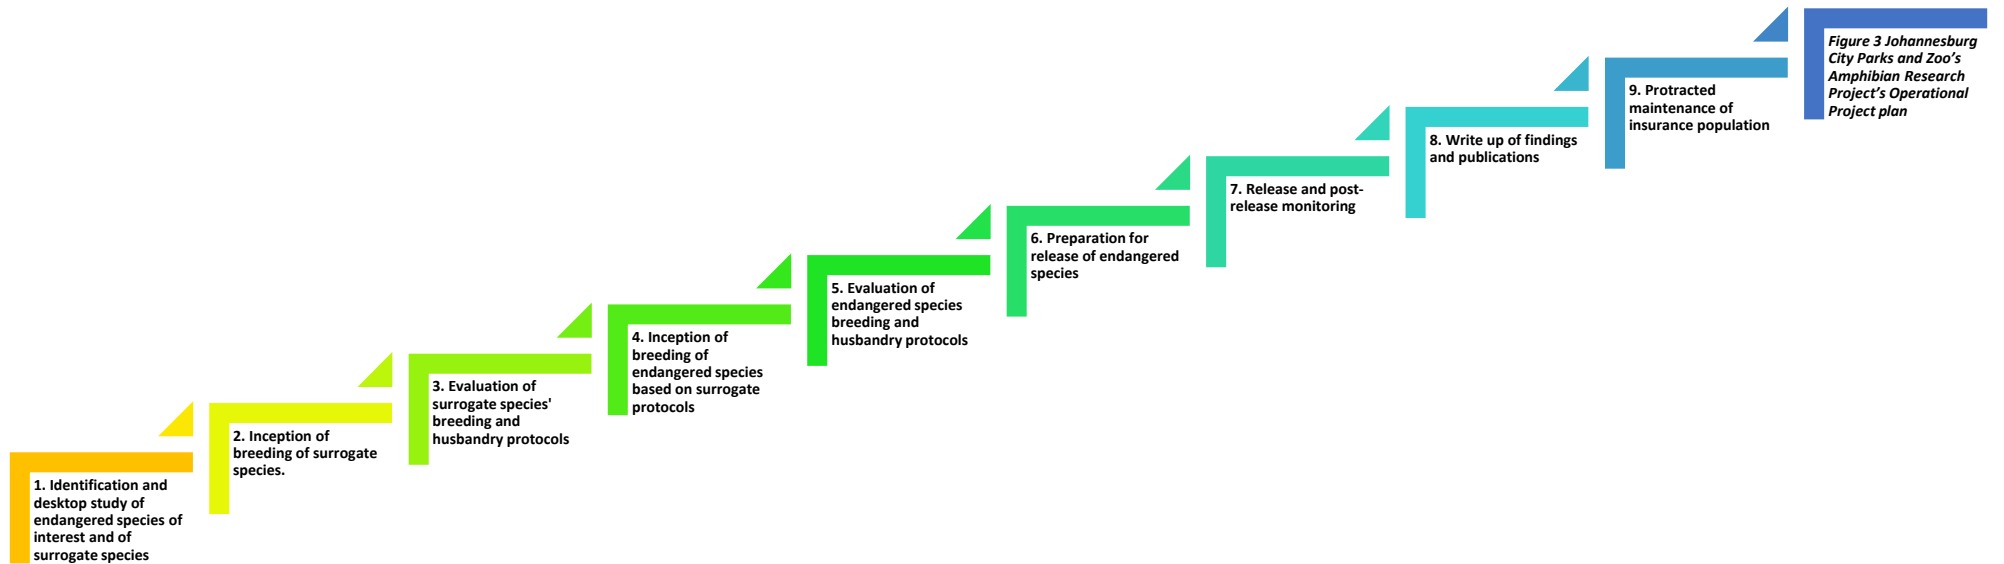 1. Identification and
desktop study of
endangered species of
interest and of
surrogate species
2. Inception of
breeding of surrogate
species.
3. Evaluation of
surrogate species'
breeding and
husbandry protocols
4. Inception of
breeding of
endangered species
based on surrogate
protocols
5. Evaluation of
endangered species
breeding and
husbandry protocols
6. Preparation for
release of endangered
species
7. Release and post-
release monitoring
8. Write up of findings
and publications
9. Protracted
maintenance of
insurance population
Figure 3 Johannesburg
City Parks and Zoo’s
Amphibian Research
Project’s Operational
Project plan